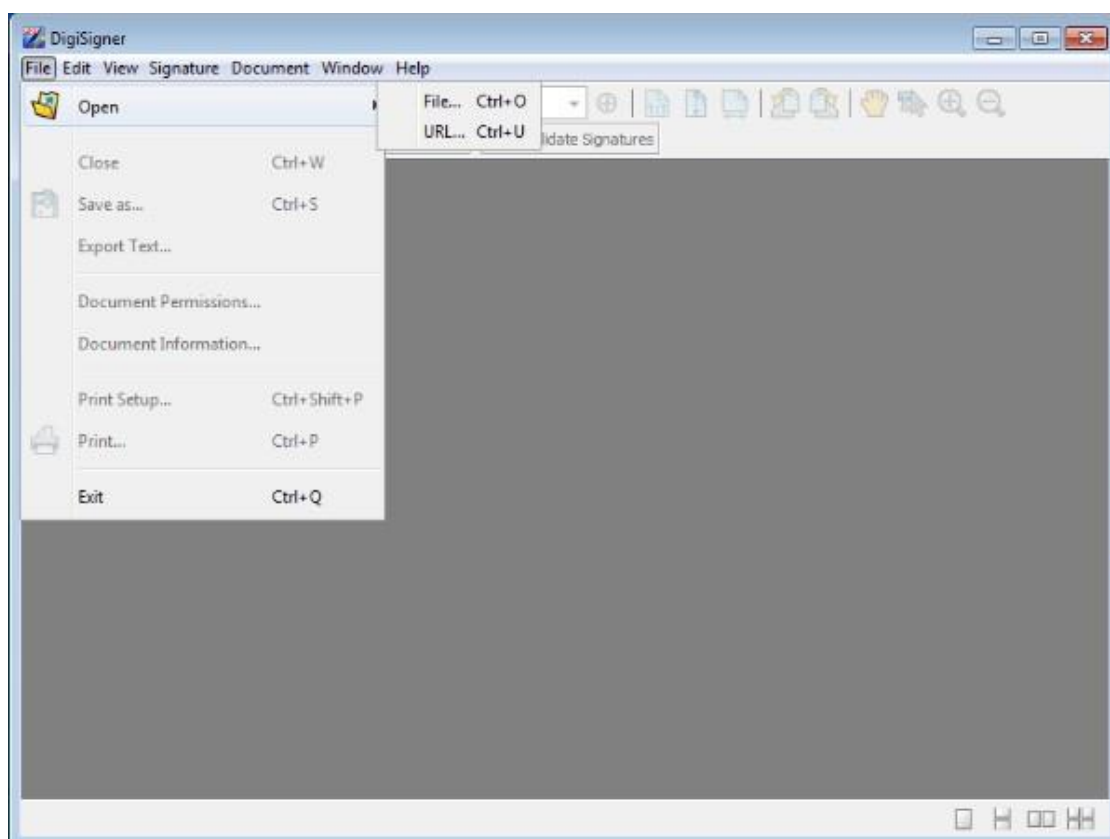 DigiSigner
File Edit View Signature Document Window Help
Open
File... Ctrl+O
URL... Ctrl+U
Signatures
Close Ctrl+W
Save as... Ctrl+S
Export Text...
Document Permissions...
Document Information...
Print Setup... Ctrl+Shift+P
Print... Ctrl+P
Exit Ctrl+Q